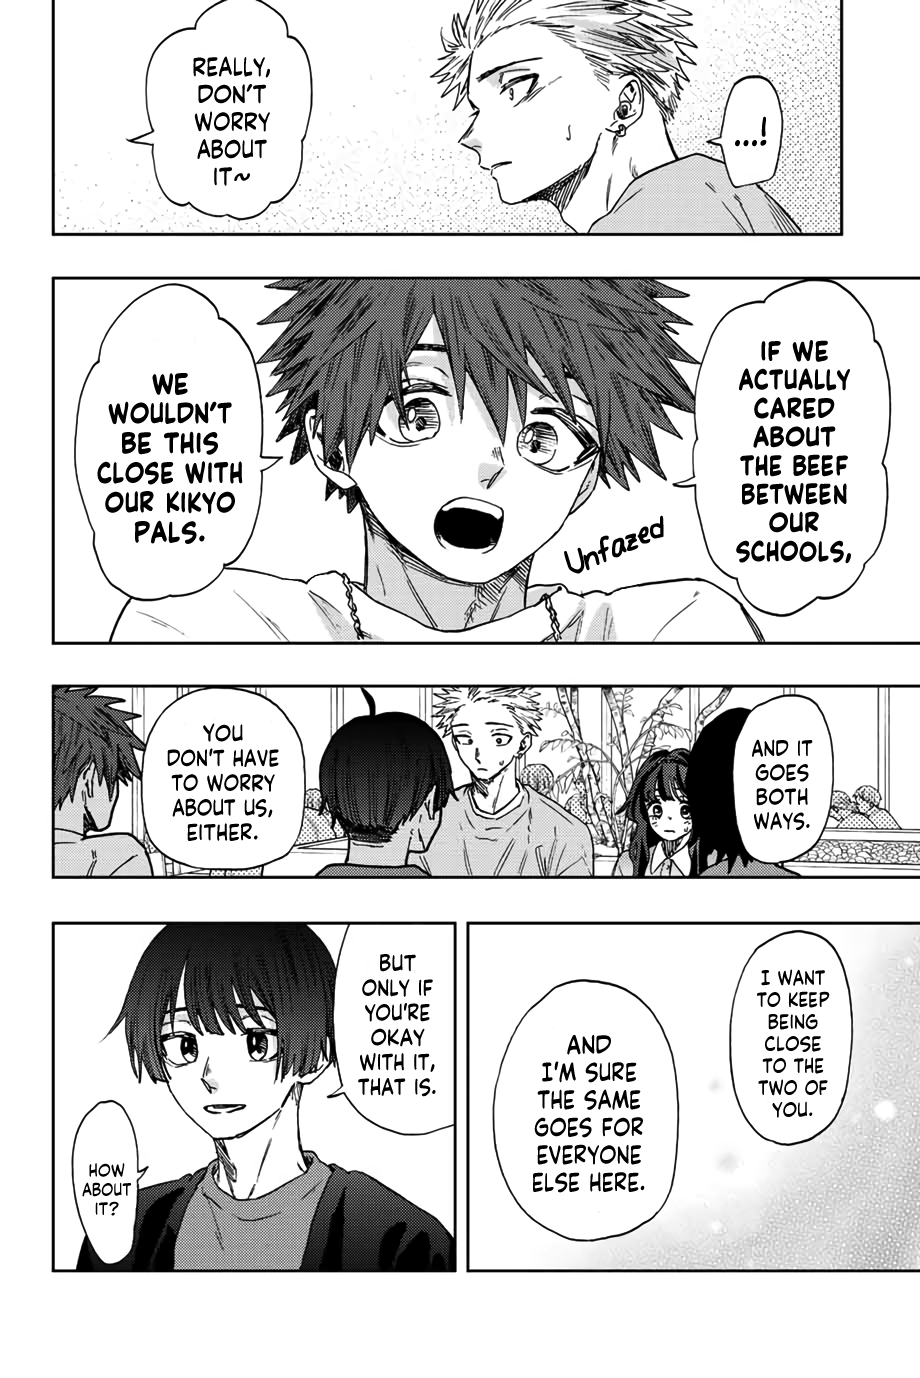 ...!
REALLY,
DON'T
WORRY
ABOUT
IT~
IF WE
ACTUALLY
CARED
ABOUT
THE BEEF
BETWEEN
OUR
SCHOOLS,
Unfazed
WE
WOULDN'T
BE THIS
CLOSE WITH
OUR KIKYO
PALS.
AND IT
GOES
BOTH
WAYS.
YOU
DON'T HAVE
TO WORRY
ABOUT US,
EITHER.
I WANT
TO KEEP
BEING
CLOSE
TO THE
TWO OF
YOU.
AND
I'M SURE
THE SAME
GOES FOR
EVERYONE
ELSE HERE.
BUT
ONLY IF
YOU'RE
OKAY
WITH IT,
THAT IS.
HOW
ABOUT
IT?